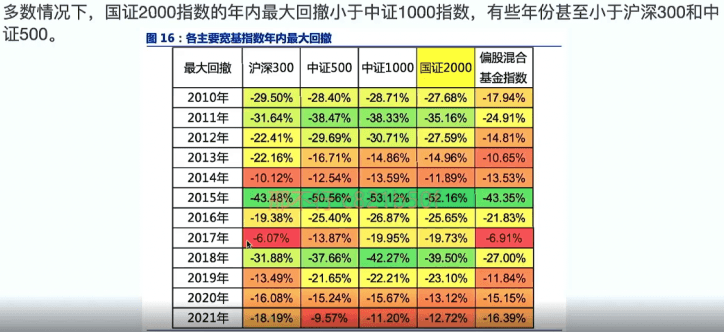 多数情况下，国证2000指数的年内最大回撤小于中证1000指数，有些年份甚至小于沪深300和中
证500。
图 16：各主要宽基指数年内最大回撤
最大回撤 沪深300 中证500 中证1000 国证2000 偏股混合
基金指数
2010年 -29.50% -28.40% -28.71% -27.68% -17.94%
2011年 -31.64% -38.47% -38.33% -35.16% -24.91%
2012年 -22.41% -29.69% -30.71% -27.59% -14.81%
2013年 -22.16% -16.71% -14.86% -14.96% -10.65%
2014年 -10.12% -12.54% -13.59% -11.89% -13.53%
2015年 -43.48% -50.56% -53.12% -52.16% -43.35%
2016年 -19.38% -25.40% -26.87% -25.65% -21.83%
2017年 -6.07% -13.87% -19.95% -19.73% -6.91%
2018年 -31.88% -37.66% -42.27% -39.50% -27.00%
2019年 -13.49% -21.65% -22.21% -23.10% -11.84%
2020年 -16.08% -15.24% -15.67% -13.12% -15.15%
2021年 -18.19% -9.57% -11.20% -12.72% -16.39%